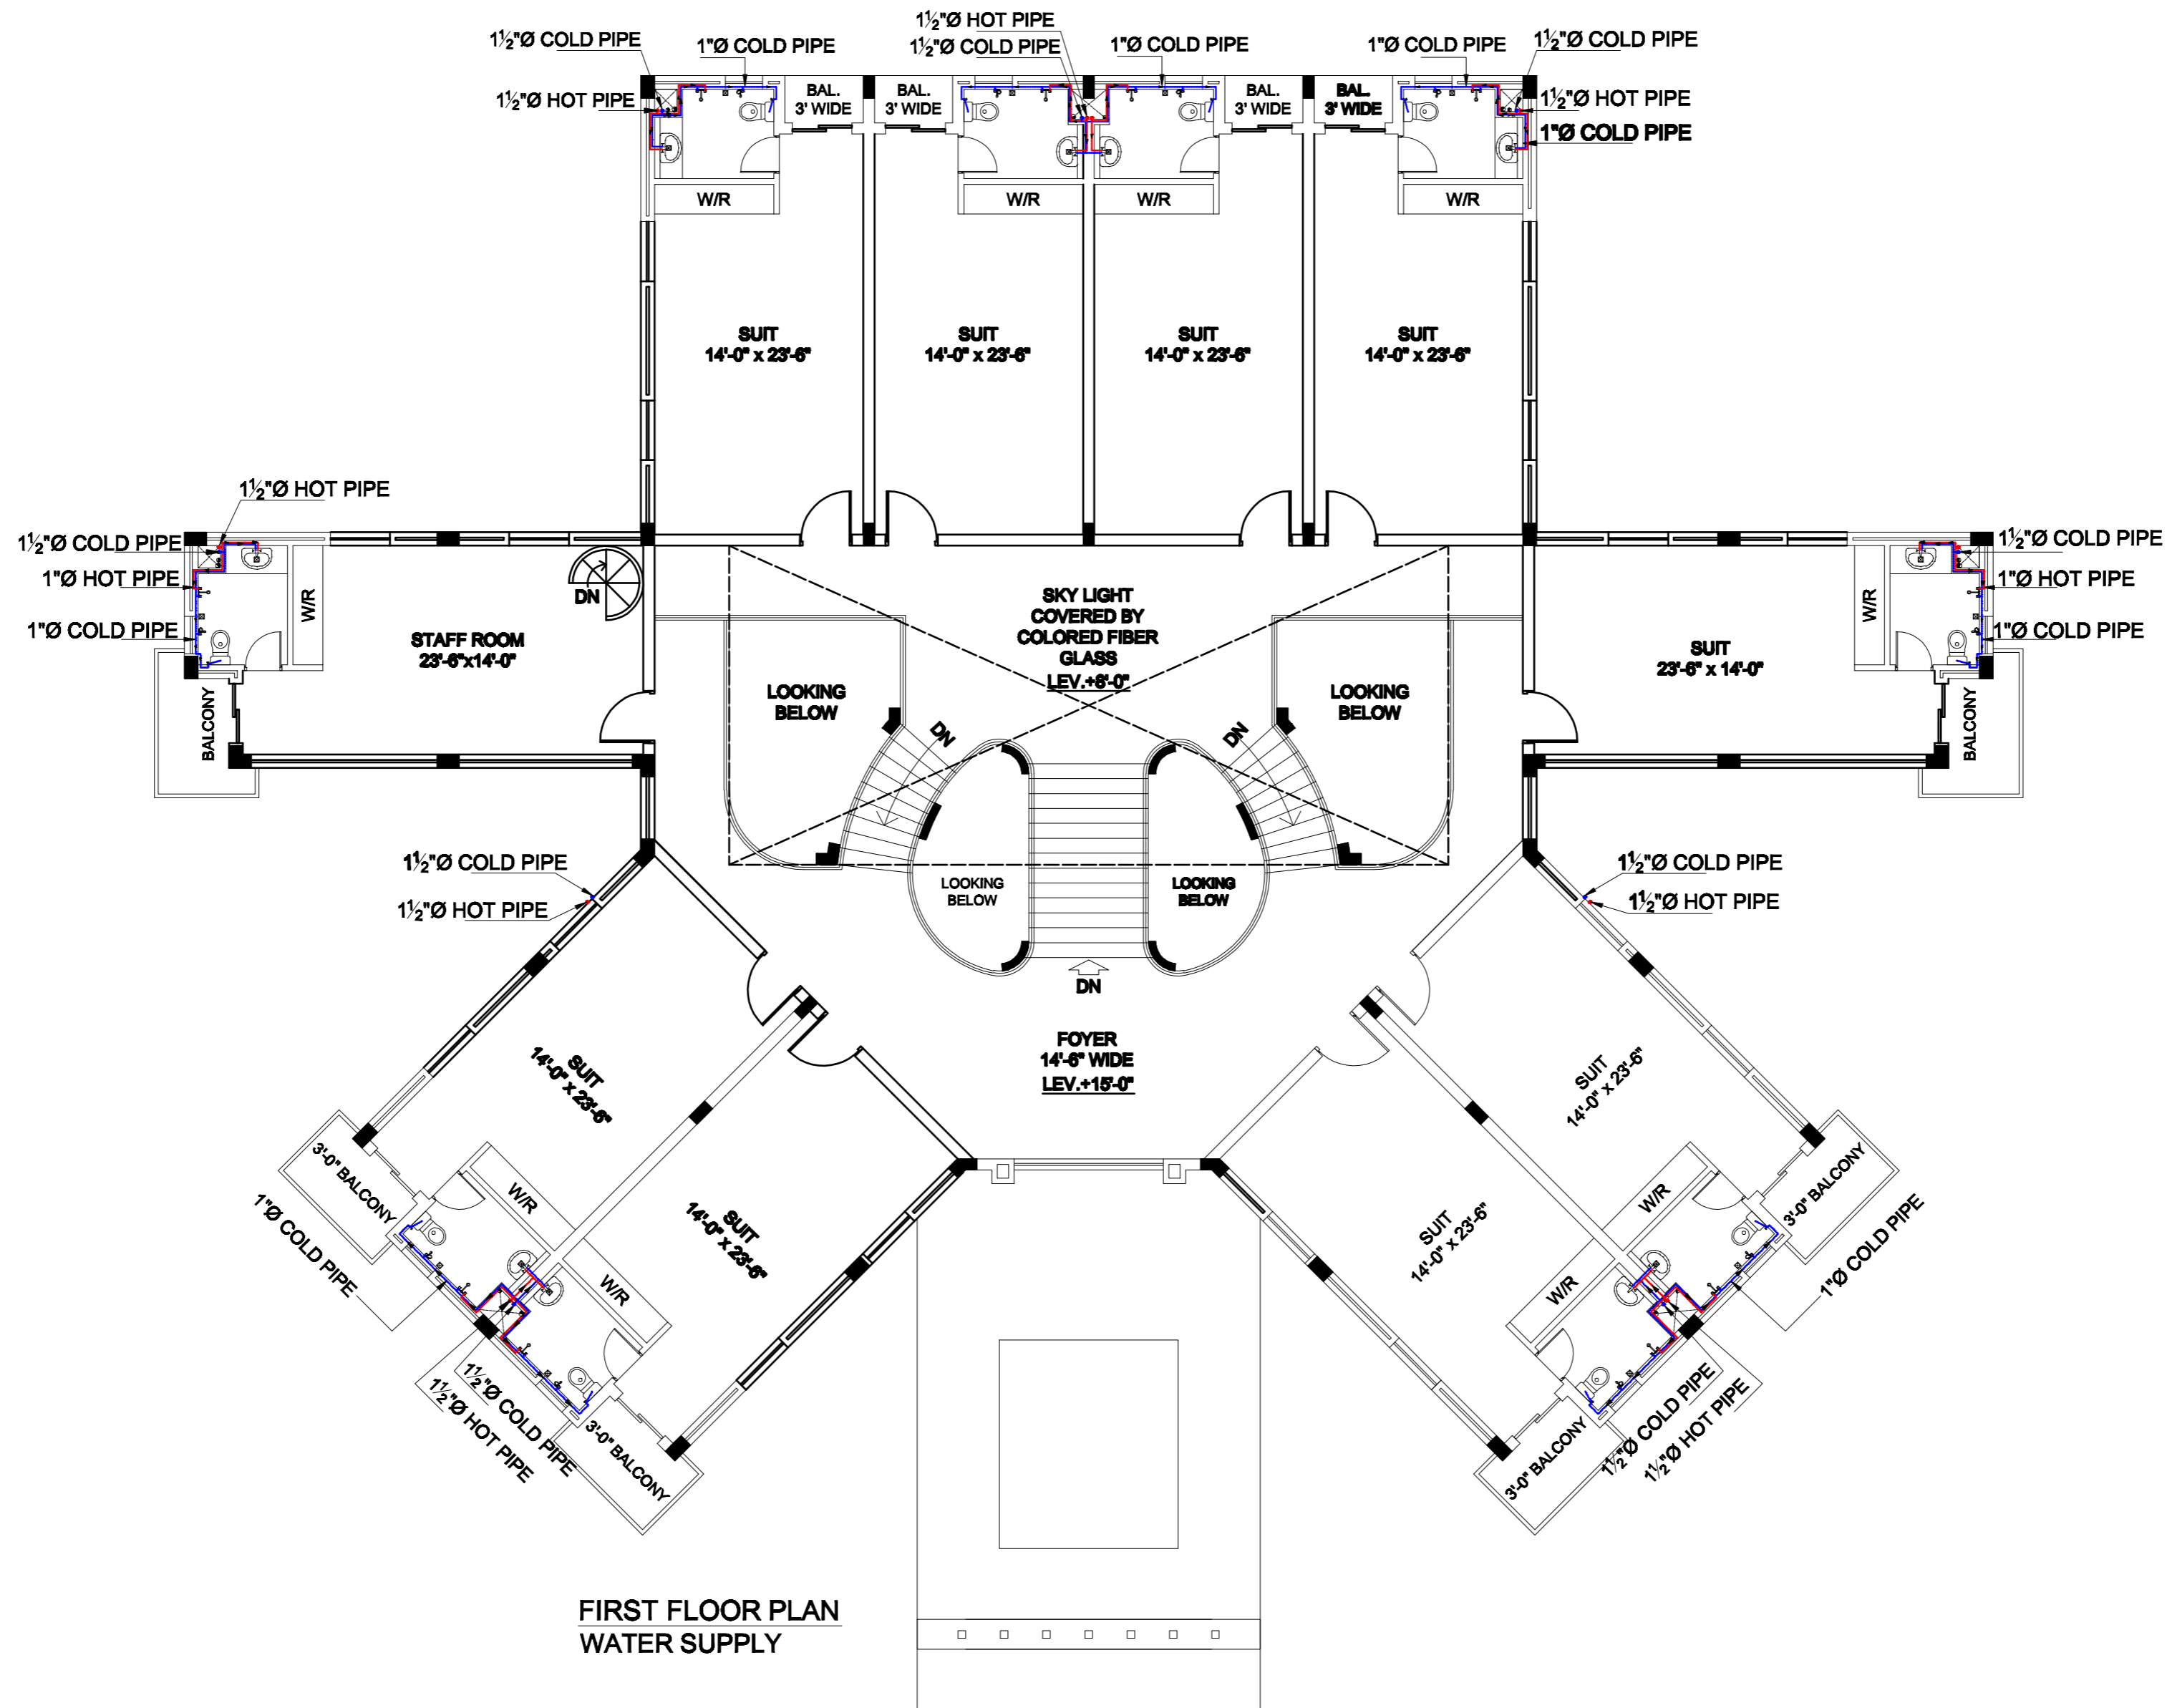 1½"Ø HOT PIPE
1½"Ø COLD PIPE
1"Ø COLD PIPE
1½"Ø COLD PIPE
1"Ø COLD PIPE
1"Ø COLD PIPE
1½"Ø COLD PIPE
1½"Ø HOT PIPE
BAL.
3' WIDE
BAL.
3' WIDE
BAL.
3' WIDE
BAL.
3' WIDE
1½"Ø HOT PIPE
1"Ø COLD PIPE
W/R
W/R
W/R
W/R
SUIT
14'-0" x 23'-6"
SUIT
14'-0" x 23'-6"
SUIT
14'-0" x 23'-6"
SUIT
14'-0" x 23'-6"
1½"Ø HOT PIPE
1½"Ø COLD PIPE
1"Ø HOT PIPE
1"Ø COLD PIPE
W/R
DN
STAFF ROOM
23'-6"x14'-0"
BALCONY
SKY LIGHT
COVERED BY
COLORED FIBER
GLASS
LEV.+8'-0"
LOOKING
BELOW
LOOKING
BELOW
DN
DN
1½"Ø COLD PIPE
1"Ø HOT PIPE
1"Ø COLD PIPE
W/R
SUIT
23'-6" x 14'-0"
BALCONY
1½"Ø COLD PIPE
1½"Ø HOT PIPE
LOOKING
BELOW
LOOKING
BELOW
1½"Ø COLD PIPE
1½"Ø HOT PIPE
DN
FOYER
14'-6" WIDE
LEV.+15'-0"
SUIT
14'-0" x 23'-6"
SUIT
14'-0" x 23'-6"
3'-0" BALCONY
W/R
W/R
1"Ø COLD PIPE
1½"Ø COLD PIPE
1½"Ø HOT PIPE
3'-0" BALCONY
SUIT
14'-0" x 23'-6"
SUIT
14'-0" x 23'-6"
W/R
W/R
3'-0" BALCONY
1"Ø COLD PIPE
1½"Ø COLD PIPE
1½"Ø HOT PIPE
3'-0" BALCONY
FIRST FLOOR PLAN
WATER SUPPLY